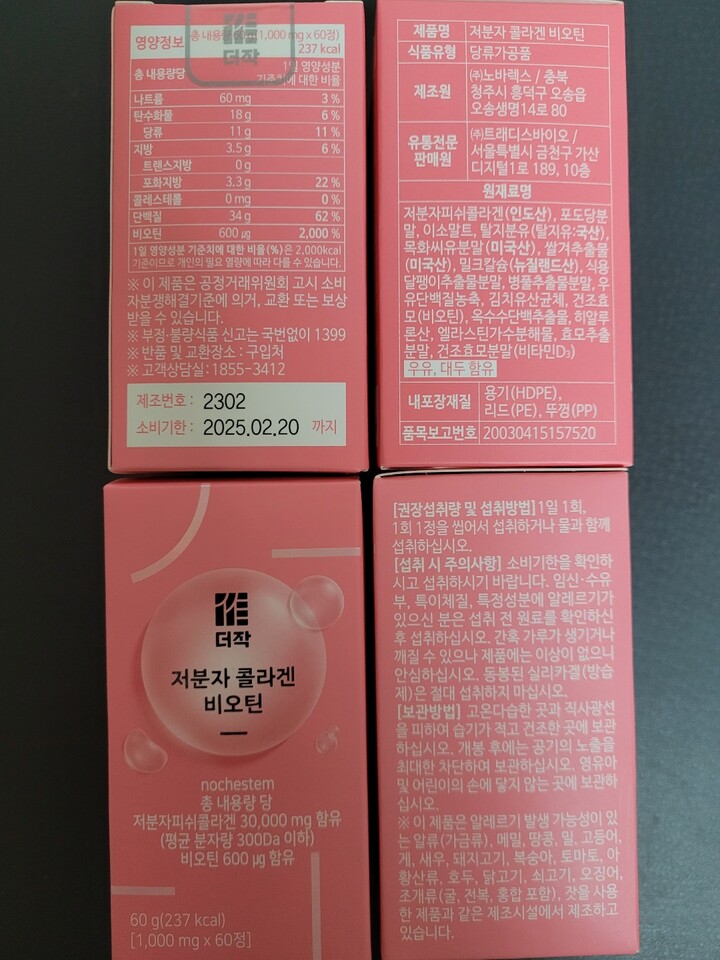 영양정보
총 내용량 60 g(1,000 mg x 60정)
237 kcal
더작
총 내용량당
1일 영양성분
기준치에 대한 비율
나트륨 60 mg 3 %
탄수화물 18 g 6 %
당류 11 g 11 %
지방 3.5 g 6 %
트랜스지방 0 g
포화지방 3.3 g 22 %
콜레스테롤 0 mg 0 %
단백질 34 g 62 %
비오틴 600 ㎍ 2,000 %
1일 영양성분 기준치에 대한 비율(%)은 2,000kcal
기준이므로 개인의 필요 열량에 따라 다를 수 있습니다.
※ 이 제품은 공정거래위원회 고시 소비
자분쟁해결기준에 의거, 교환 또는 보상
받을 수 있습니다.
※ 부정·불량식품 신고는 국번없이 1399
※ 반품 및 교환장소 : 구입처
※ 고객상담실: 1855-3412
제조번호 : 2302
소비기한 : 2025.02.20 까지
제품명 저분자 콜라겐 비오틴
식품유형 당류가공품
제조원 ㈜노바렉스 / 충북
청주시 흥덕구 오송읍
오송생명14로 80
유통전문
판매원
㈜트래디스바이오 /
서울특별시 금천구 가산
디지털1로 189, 10층
원재료명
저분자피쉬콜라겐(인도산), 포도당분
말, 이소말트, 탈지분유(탈지유:국산),
목화씨유분말(미국산), 쌀겨추출물
(미국산), 밀크칼슘(뉴질랜드산), 식용
달팽이추출물분말, 병풀추출물분말, 우
유단백질농축, 김치유산균체, 건조효
모(비오틴), 옥수수단백추출물, 히알루
론산, 엘라스틴가수분해물, 효모추출
분말, 건조효모분말(비타민D₃)
우유, 대두 함유
내포장재질 용기(HDPE),
리드(PE), 뚜껑(PP)
품목보고번호 20030415157520
더작
저분자 콜라겐
비오틴
nochestem
총 내용량 당
저분자피쉬콜라겐 30,000 mg 함유
(평균 분자량 300Da 이하)
비오틴 600 ㎍ 함유
60 g(237 kcal)
[1,000 mg x 60정]
[권장섭취량 및 섭취방법] 1일 1회,
1회 1정을 씹어서 섭취하거나 물과 함께
섭취하십시오.
[섭취 시 주의사항] 소비기한을 확인하
시고 섭취하시기 바랍니다. 임신·수유
부, 특이체질, 특정성분에 알레르기가
있으신 분은 섭취 전 원료를 확인하신
후 섭취하십시오. 간혹 가루가 생기거나
깨질 수 있으나 제품에는 이상이 없으니
안심하십시오. 동봉된 실리카겔(방습
제)은 절대 섭취하지 마십시오.
[보관방법] 고온다습한 곳과 직사광선
을 피하여 습기가 적고 건조한 곳에 보관
하십시오. 개봉 후에는 공기의 노출을
최대한 차단하여 보관하십시오. 영유아
및 어린이의 손에 닿지 않는 곳에 보관하
십시오.
※ 이 제품은 알레르기 발생 가능성이 있
는 알류(가금류), 메밀, 땅콩, 밀, 고등어,
게, 새우, 돼지고기, 복숭아, 토마토, 아
황산류, 호두, 닭고기, 쇠고기, 오징어,
조개류(굴, 전복, 홍합 포함), 잣을 사용
한 제품과 같은 제조시설에서 제조하고
있습니다.